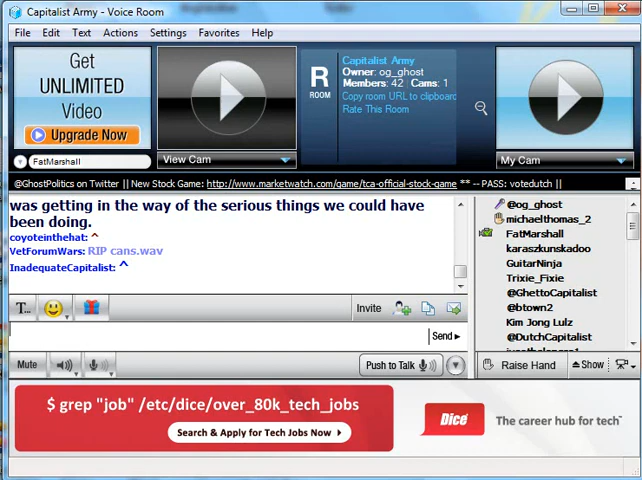 Capitalist Army - Voice Room
File Edit Text Actions Settings Favorites Help
Get
UNLIMITED
Video
Upgrade Now
FatMarshall
View Cam
R
ROOM
Capitalist Army
Owner: og_ghost
Members: 42 Cams: 1
Copy room URL to clipboard
Rate This Room
My Cam
@GhostPolitics on Twitter || New Stock Game: http://www.marketwatch.com/game/tca-official-stock-game ** -- PASS: votedutch ||
was getting in the way of the serious things we could have
been doing.
coyoteinthehat: ^
VetForumWars: RIP cans.wav
InadequateCapitalist: ^
@og_ghost
michaelthomas_2
FatMarshall
karaszkunskadoo
GuitarNinja
Trixie_Fixie
@GhettoCapitalist
@btown2
Kim Jong Lulz
@DutchCapitalist
T...
Invite
Send
Mute
Push to Talk
Raise Hand
Show
$ grep "job" /etc/dice/over_80k_tech_jobs
Search & Apply for Tech Jobs Now
Dice
The career hub for tech™